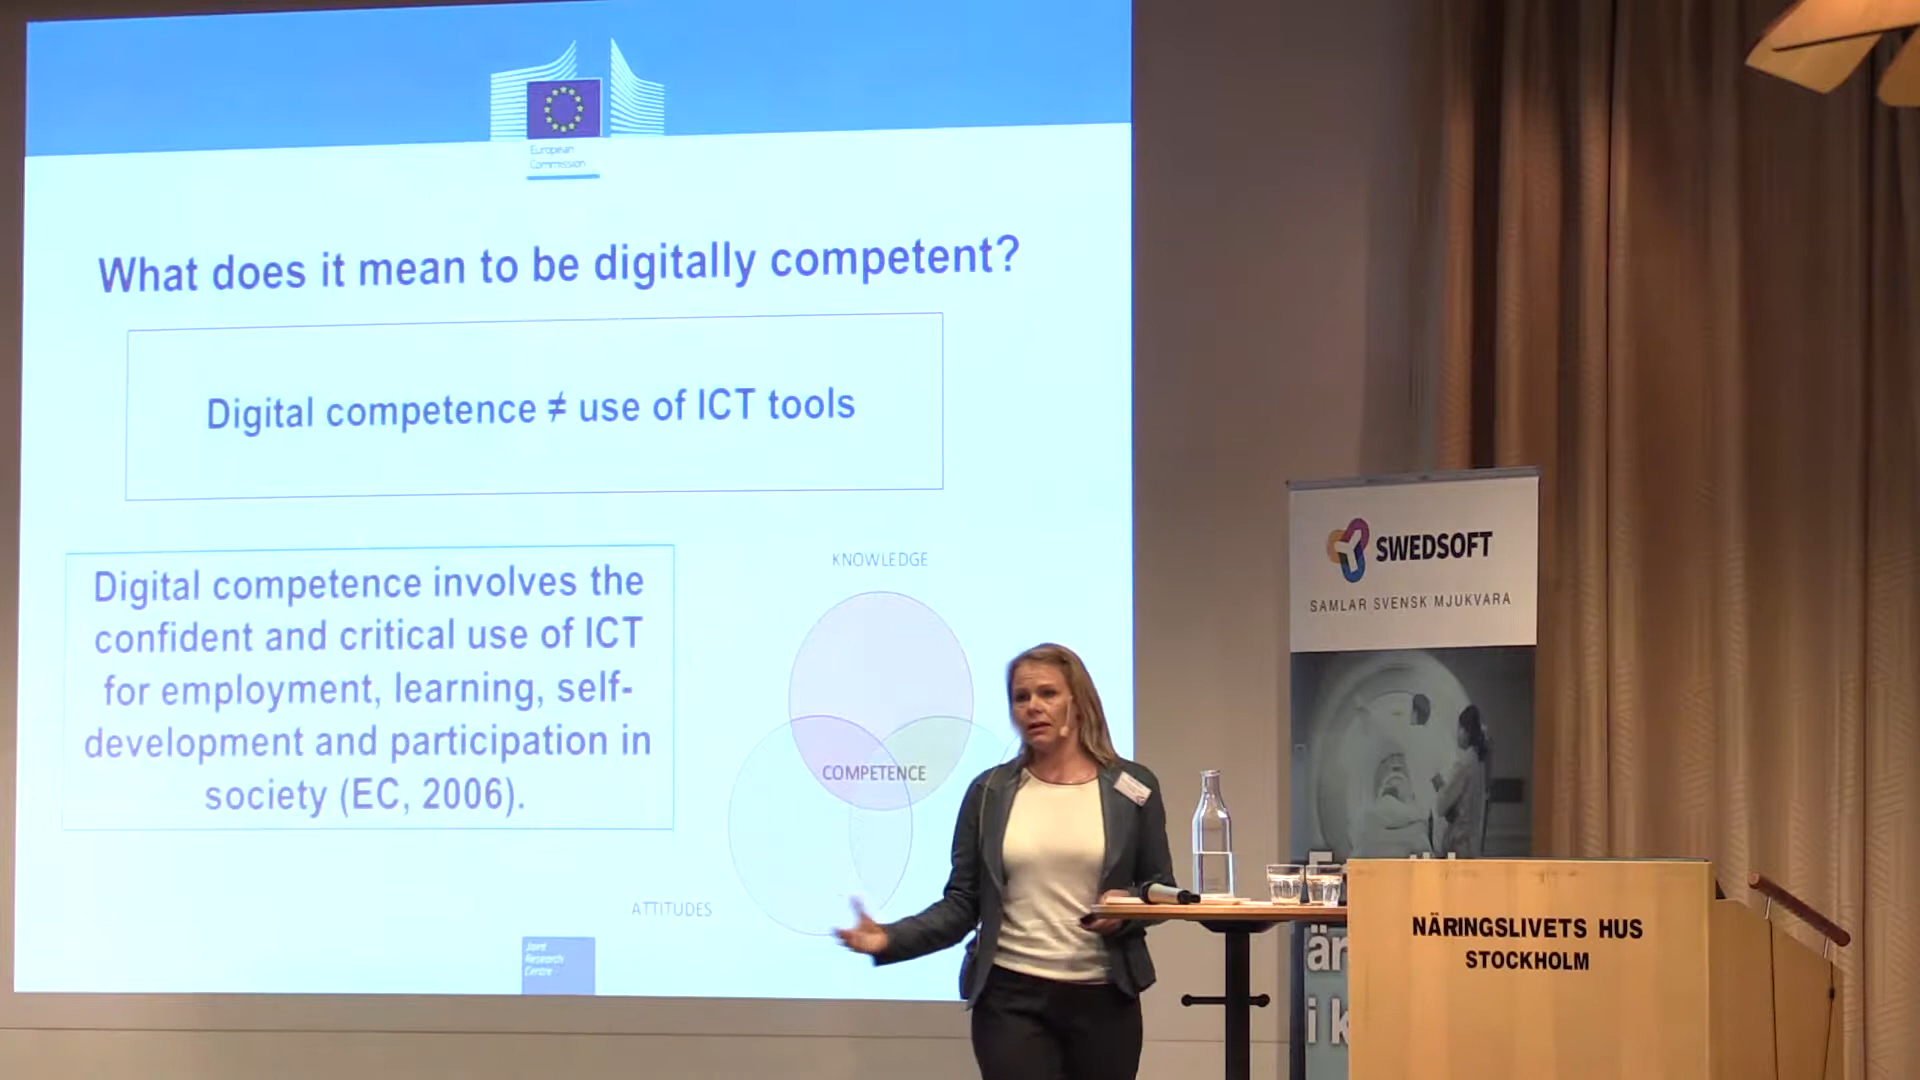 European
Commission
What does it mean to be digitally competent?
Digital competence ≠ use of ICT tools
Digital competence involves the
confident and critical use of ICT
for employment, learning, self-
development and participation in
society (EC, 2006).
KNOWLEDGE
COMPETENCE
ATTITUDES
Joint
Research
Centre
SWEDSOFT
SAMLAR SVENSK MJUKVARA
är
i k
NÄRINGSLIVETS HUS
STOCKHOLM